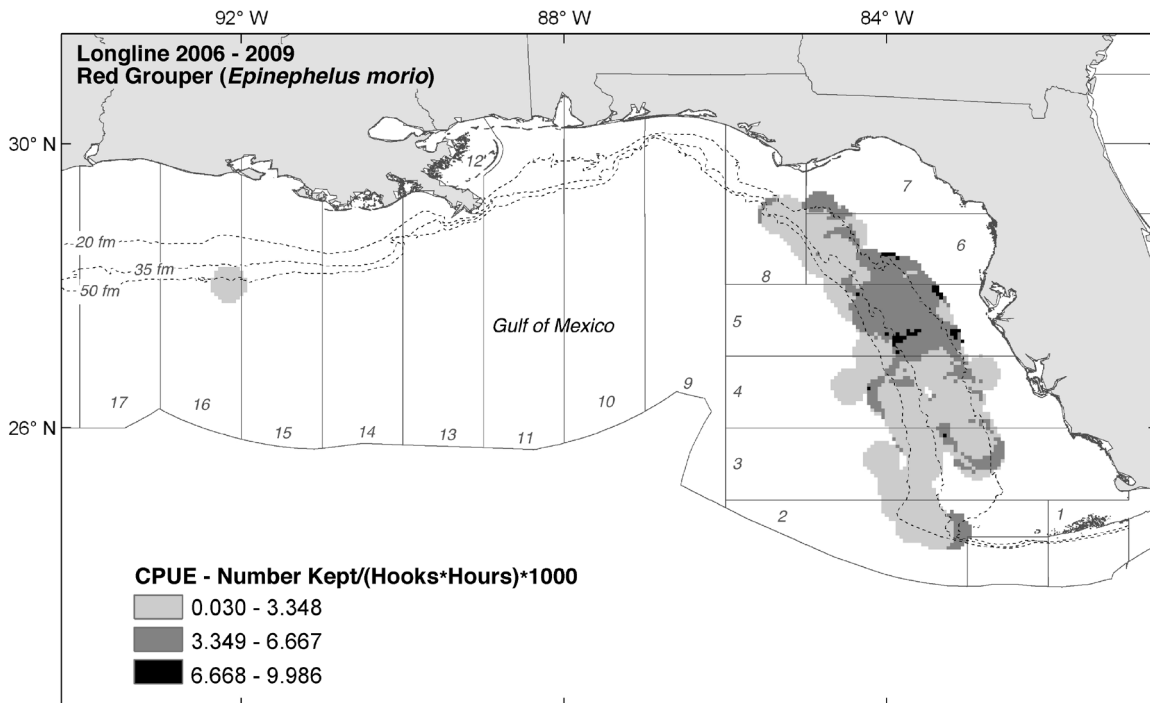 92° W 88° W 84° W
Longline 2006 - 2009
Red Grouper (Epinephelus morio)
30° N
12
7
20 fm
6
35 fm
8
50 fm
5
Gulf of Mexico
9
4
17 16 10
26° N
15 14 13 11
3
2
1
CPUE - Number Kept/(Hooks*Hours)*1000
0.030 - 3.348
3.349 - 6.667
6.668 - 9.986